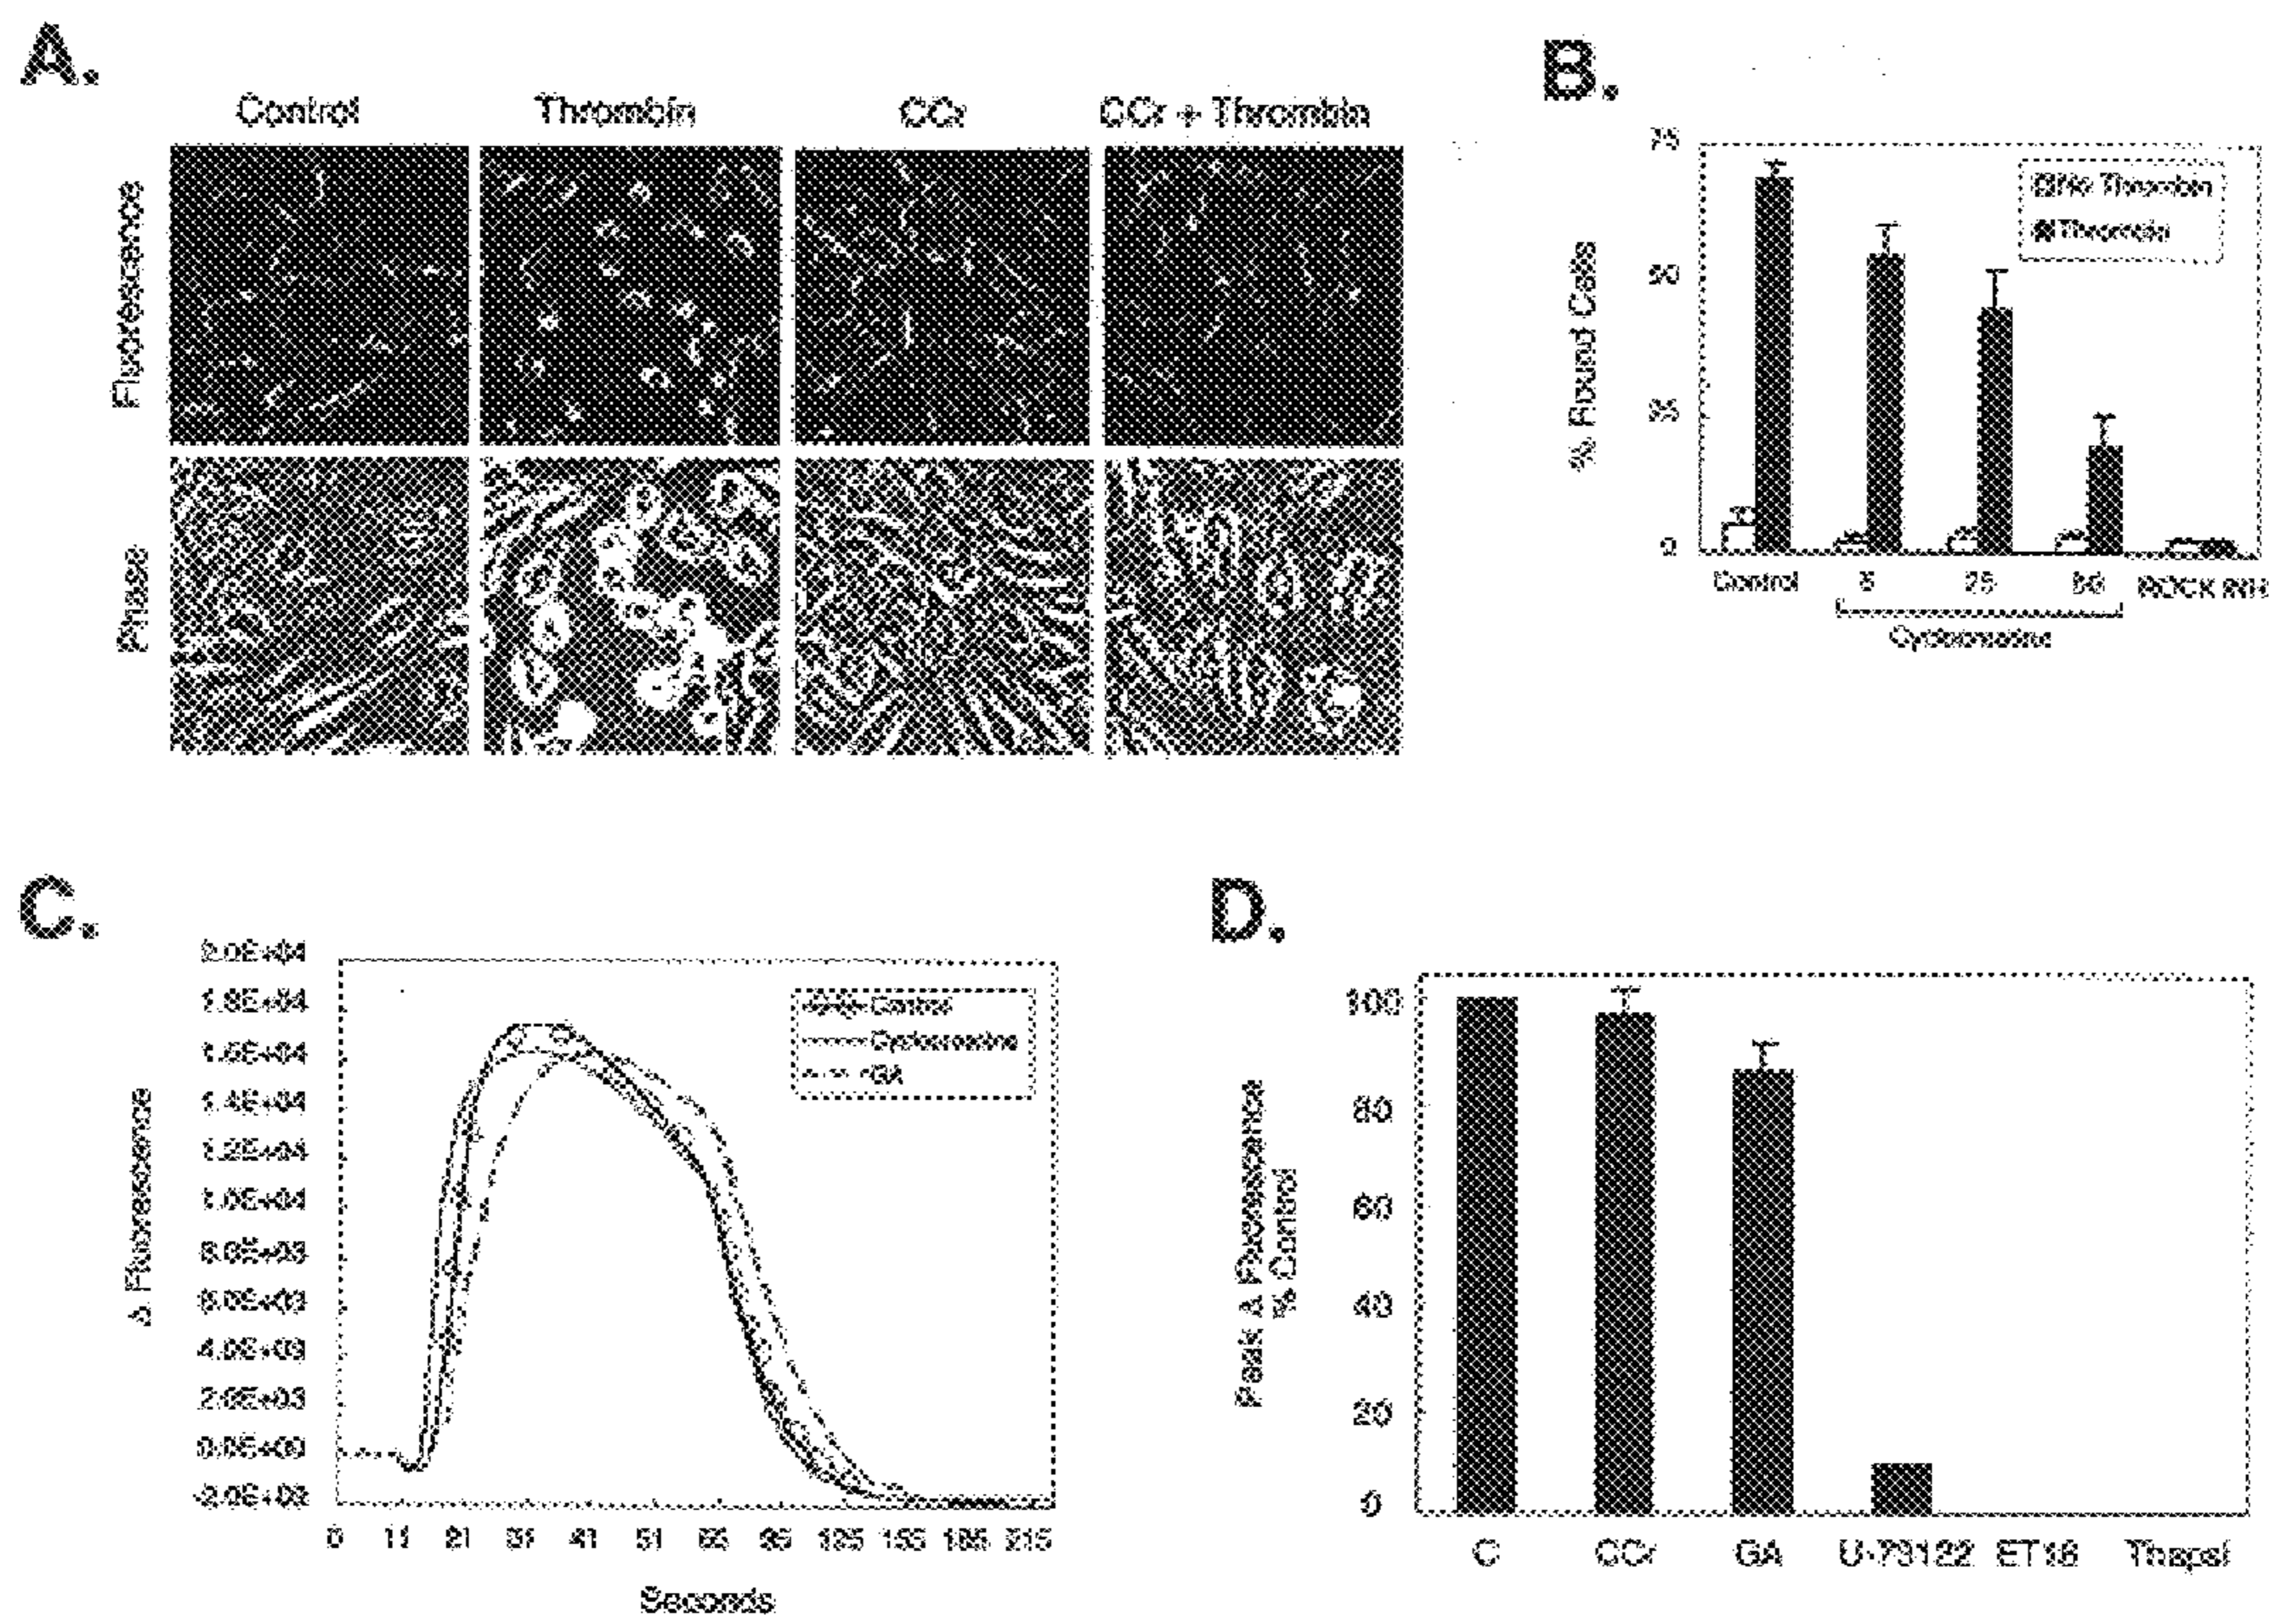 A.
Control Thrombin CCr CCr + Thrombin
Fluorescence
Phase
B.
75
50
25
0
% Round Cells
No Thrombin
Thrombin
Control 25 50 ROCK INH
Cyclocreatine
C.
2.0E+04
1.8E+04
1.6E+04
1.4E+04
1.2E+04
1.0E+04
8.0E+03
6.0E+03
4.0E+03
2.0E+03
0.0E+00
-2.0E+03
Δ Fluorescence
Control
Cyclocreatine
GA
0 11 21 31 41 51 65 95 125 155 185 215
Seconds
D.
100
80
60
40
20
0
Peak Δ Fluorescence
% Control
C CCr GA U-73122 ET18 Thapsi